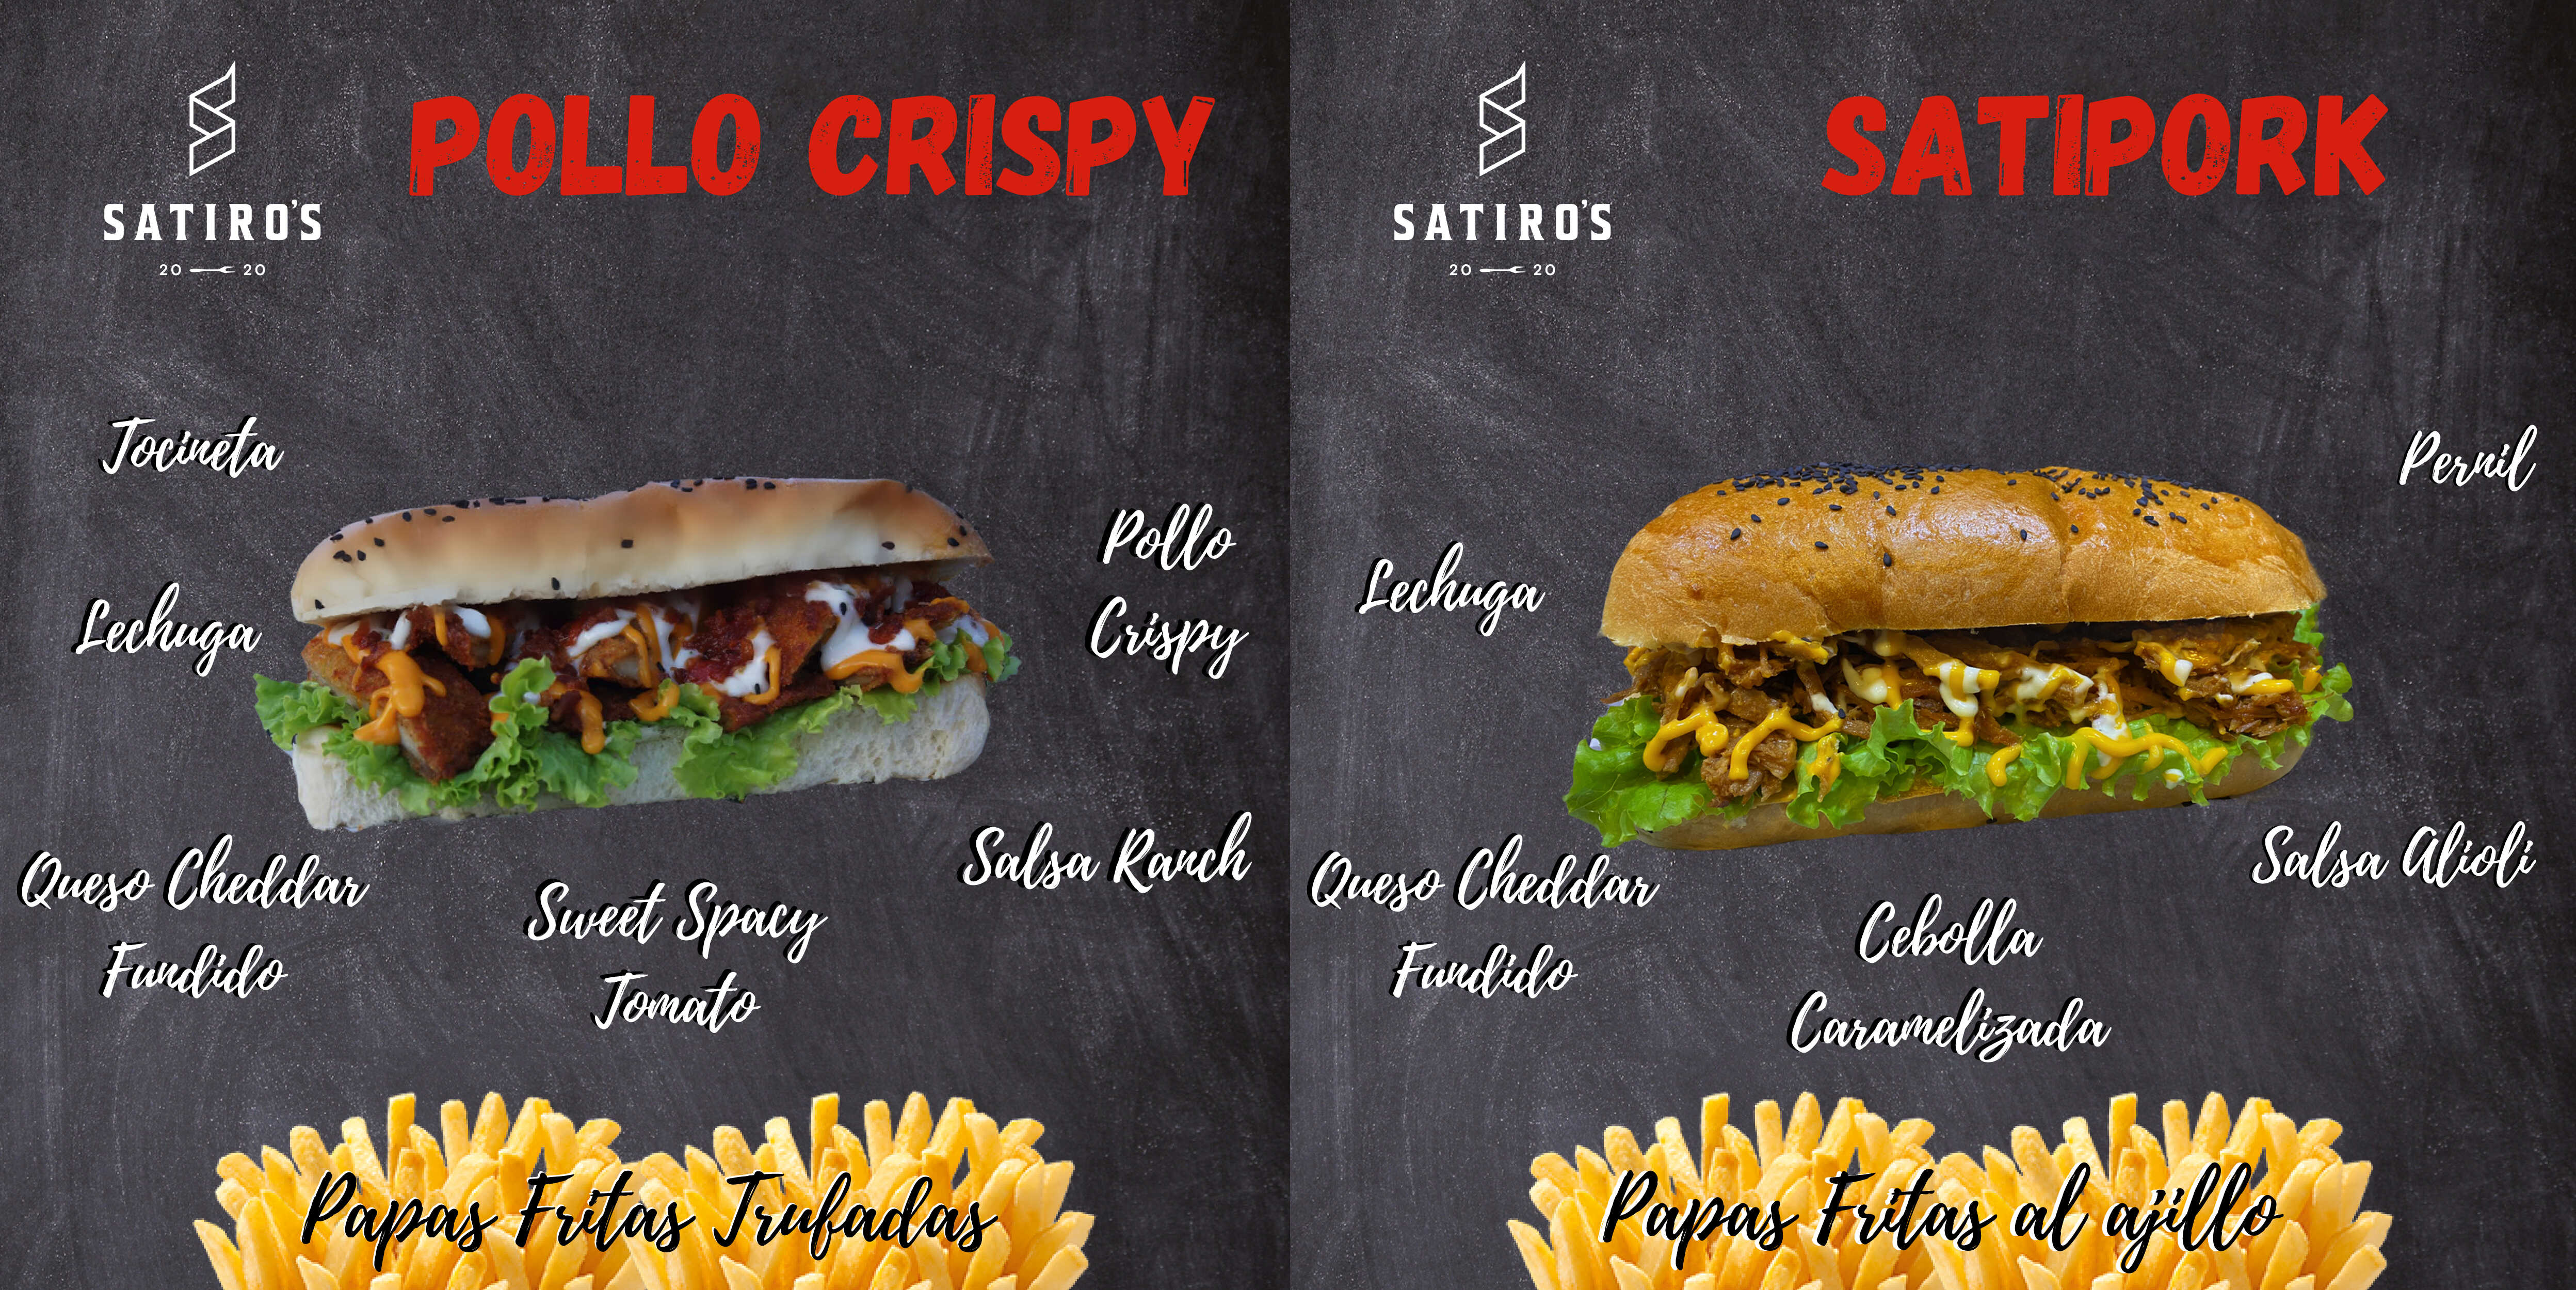 SATIRO'S
20 20
POLLO CRISPY
Tocineta
Lechuga
Pollo
Crispy
Queso Cheddar
Fundido
Sweet Spacy
Tomato
Salsa Ranch
Papas Fritas Trufadas
SATIRO'S
20 20
SATIPORK
Pernil
Lechuga
Queso Cheddar
Fundido
Cebolla
Caramelizada
Salsa Alioli
Papas Fritas al ajillo